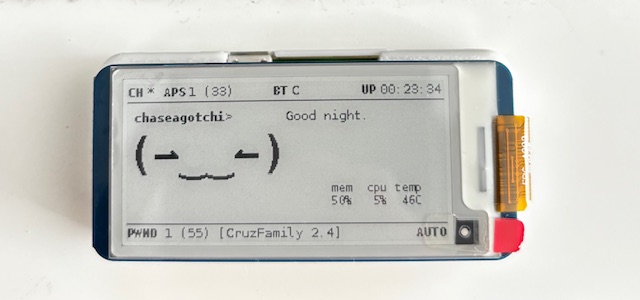 CH * APS 1 (33) BT C UP 00:23:34
chaseagotchi> Good night.
mem cpu temp
50% 5% 46C
PWND 1 (55) [CruzFamily 2.4] AUTO